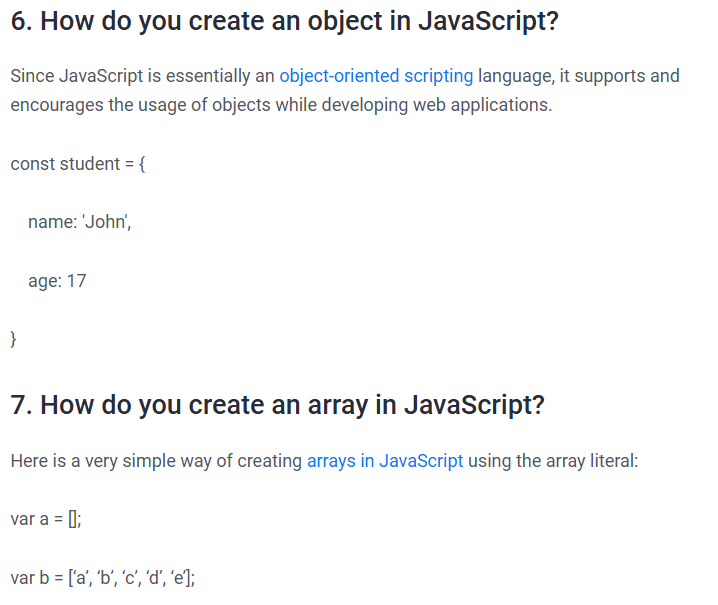 6. How do you create an object in JavaScript?
Since JavaScript is essentially an object-oriented scripting language, it supports and
encourages the usage of objects while developing web applications.
const student = {
name: 'John',
age: 17
}
7. How do you create an array in JavaScript?
Here is a very simple way of creating arrays in JavaScript using the array literal:
var a = [];
var b = [‘a’, ‘b’, ‘c’, ‘d’, ‘e’];